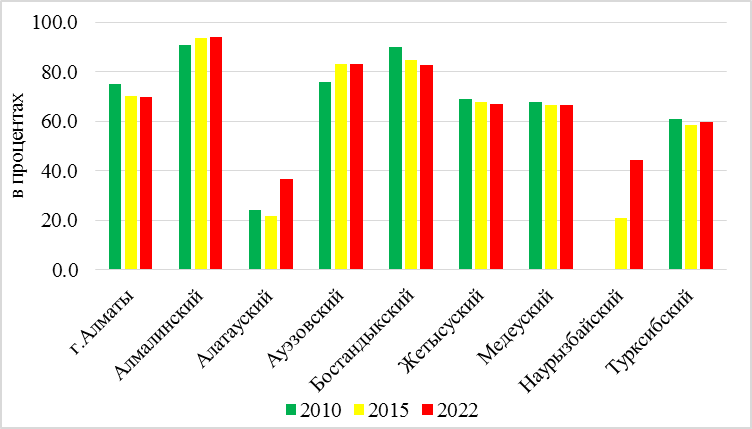 в процентах
100.0
80.0
60.0
40.0
20.0
0.0
г.Алматы
Алмалинский
Алатауский
Ауэзовский
Бостандыкский
Жетысуский
Медеуский
Наурызбайский
Турксибский
2010 2015 2022